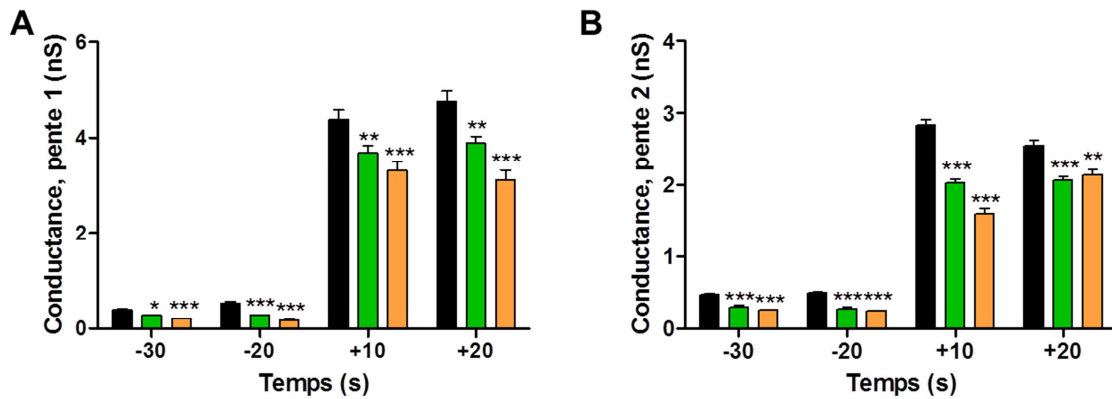 A
Conductance, pente 1 (nS)
6
4
2
0
* *** *** *** ** *** ** ***
-30 -20 +10 +20
Temps (s)
B
Conductance, pente 2 (nS)
4
3
2
1
0
*** *** *** *** *** *** *** **
-30 -20 +10 +20
Temps (s)